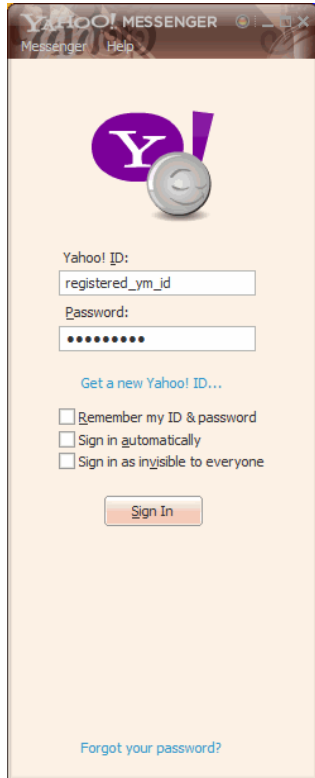 YAHOO! MESSENGER
Messenger Help
Y!
Yahoo! ID:
registered_ym_id
Password:
•••••••••
Get a new Yahoo! ID...
Remember my ID & password
Sign in automatically
Sign in as invisible to everyone
Sign In
Forgot your password?